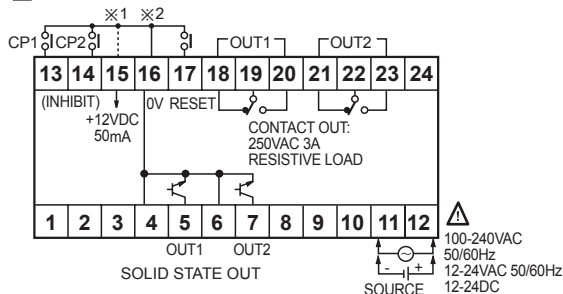 ※1 ※2
CP1 CP2 OUT1 OUT2
13 14 15 16 17 18 19 20 21 22 23 24
(INHIBIT) 0V RESET
+12VDC
50mA
CONTACT OUT:
250VAC 3A
RESISTIVE LOAD
1 2 3 4 5 6 7 8 9 10 11 12
OUT1 OUT2
SOLID STATE OUT
100-240VAC
50/60Hz
12-24VAC 50/60Hz
12-24DC
- +
SOURCE